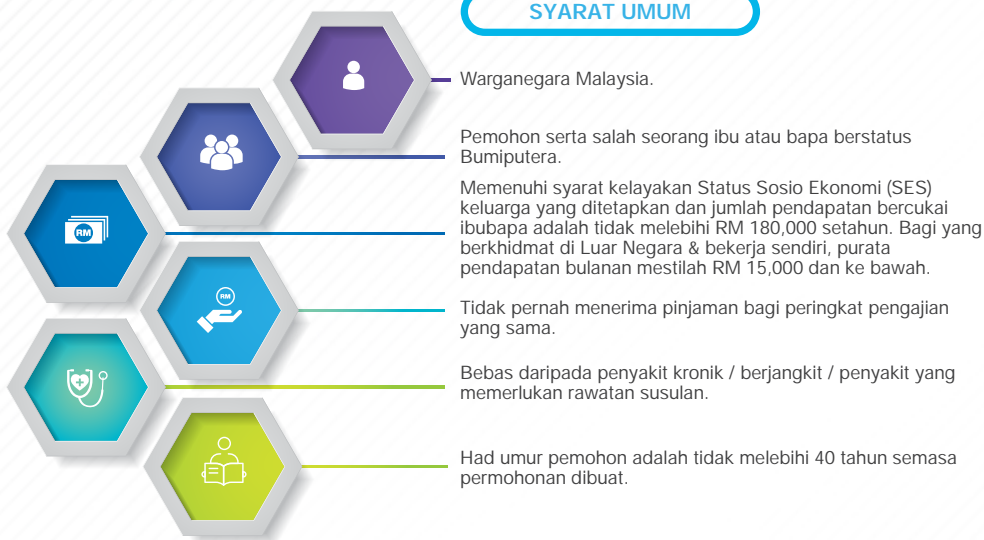 SYARAT UMUM
Warganegara Malaysia.
Pemohon serta salah seorang ibu atau bapa berstatus
Bumiputera.
Memenuhi syarat kelayakan Status Sosio Ekonomi (SES)
keluarga yang ditetapkan dan jumlah pendapatan bercukai
ibubapa adalah tidak melebihi RM 180,000 setahun. Bagi yang
berkhidmat di Luar Negara & bekerja sendiri, purata
pendapatan bulanan mestilah RM 15,000 dan ke bawah.
RM
Tidak pernah menerima pinjaman bagi peringkat pengajian
yang sama.
RM
Bebas daripada penyakit kronik / berjangkit / penyakit yang
memerlukan rawatan susulan.
Had umur pemohon adalah tidak melebihi 40 tahun semasa
permohonan dibuat.